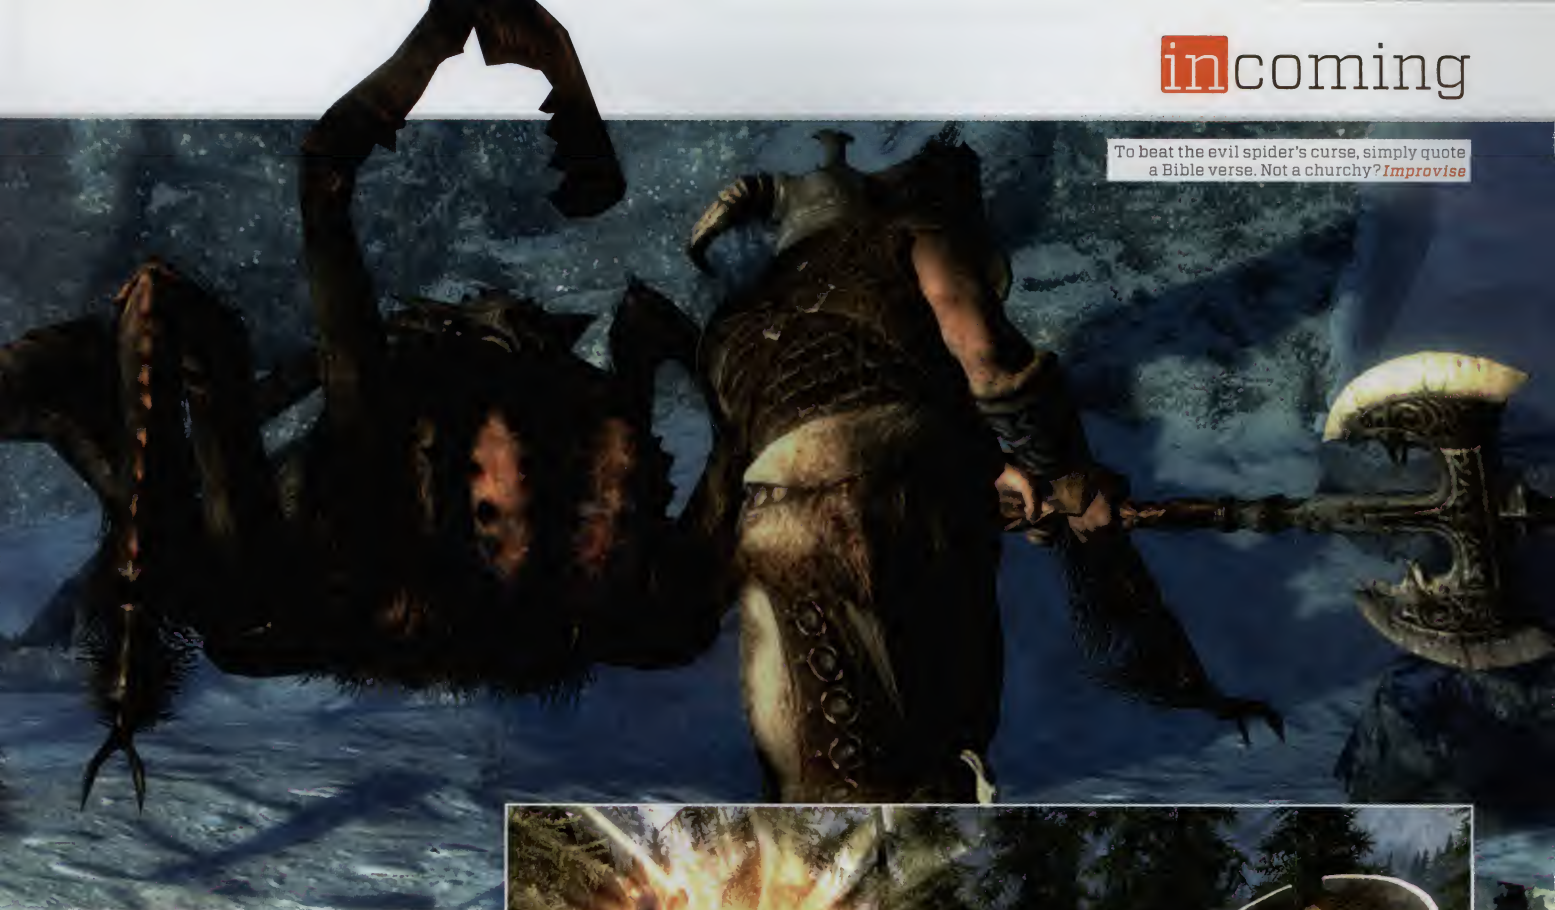 incoming
To beat the evil spider's curse, simply quote
a Bible verse. Not a churchy? Improvise